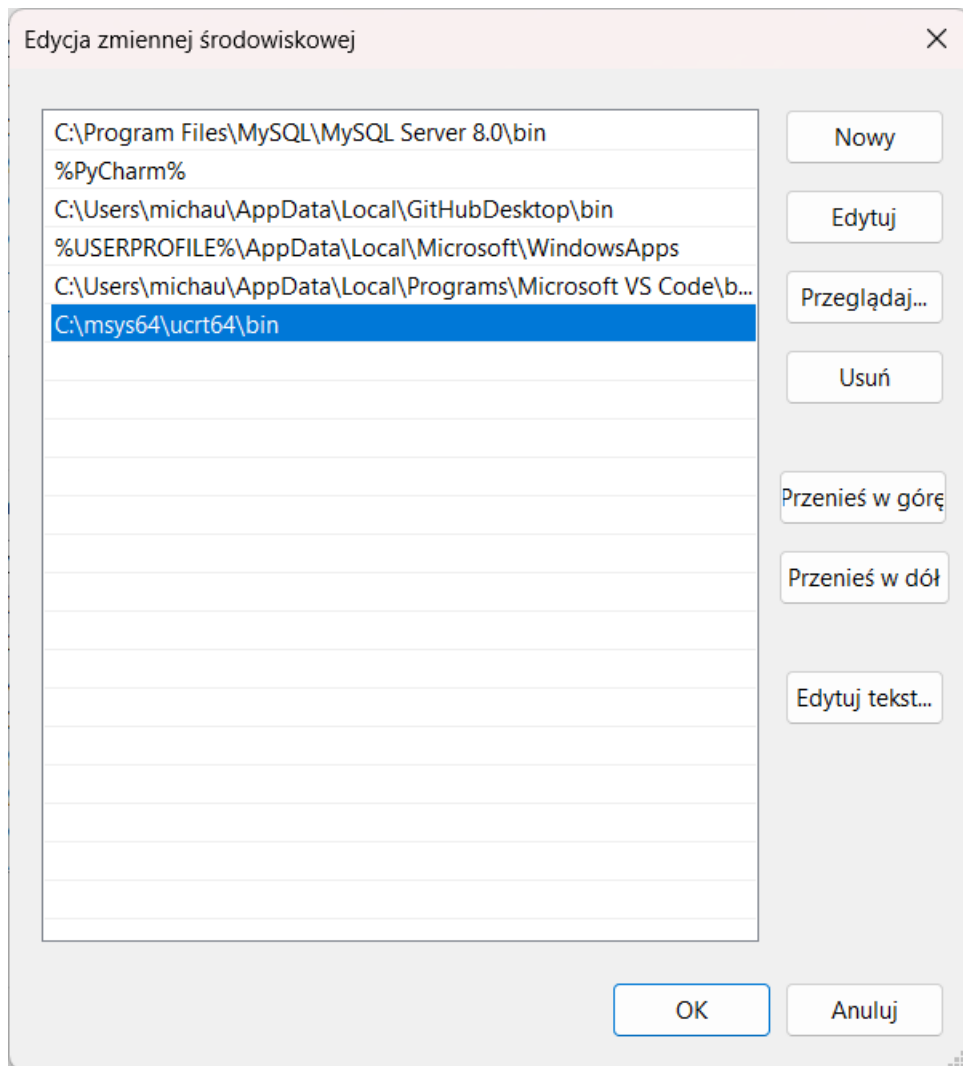 Edycja zmiennej środowiskowej
C:\Program Files\MySQL\MySQL Server 8.0\bin
%PyCharm%
C:\Users\michau\AppData\Local\GitHubDesktop\bin
%USERPROFILE%\AppData\Local\Microsoft\WindowsApps
C:\Users\michau\AppData\Local\Programs\Microsoft VS Code\b...
C:\msys64\ucrt64\bin
Nowy
Edytuj
Przeglądaj...
Usuń
Przenieś w górę
Przenieś w dół
Edytuj tekst...
OK
Anuluj